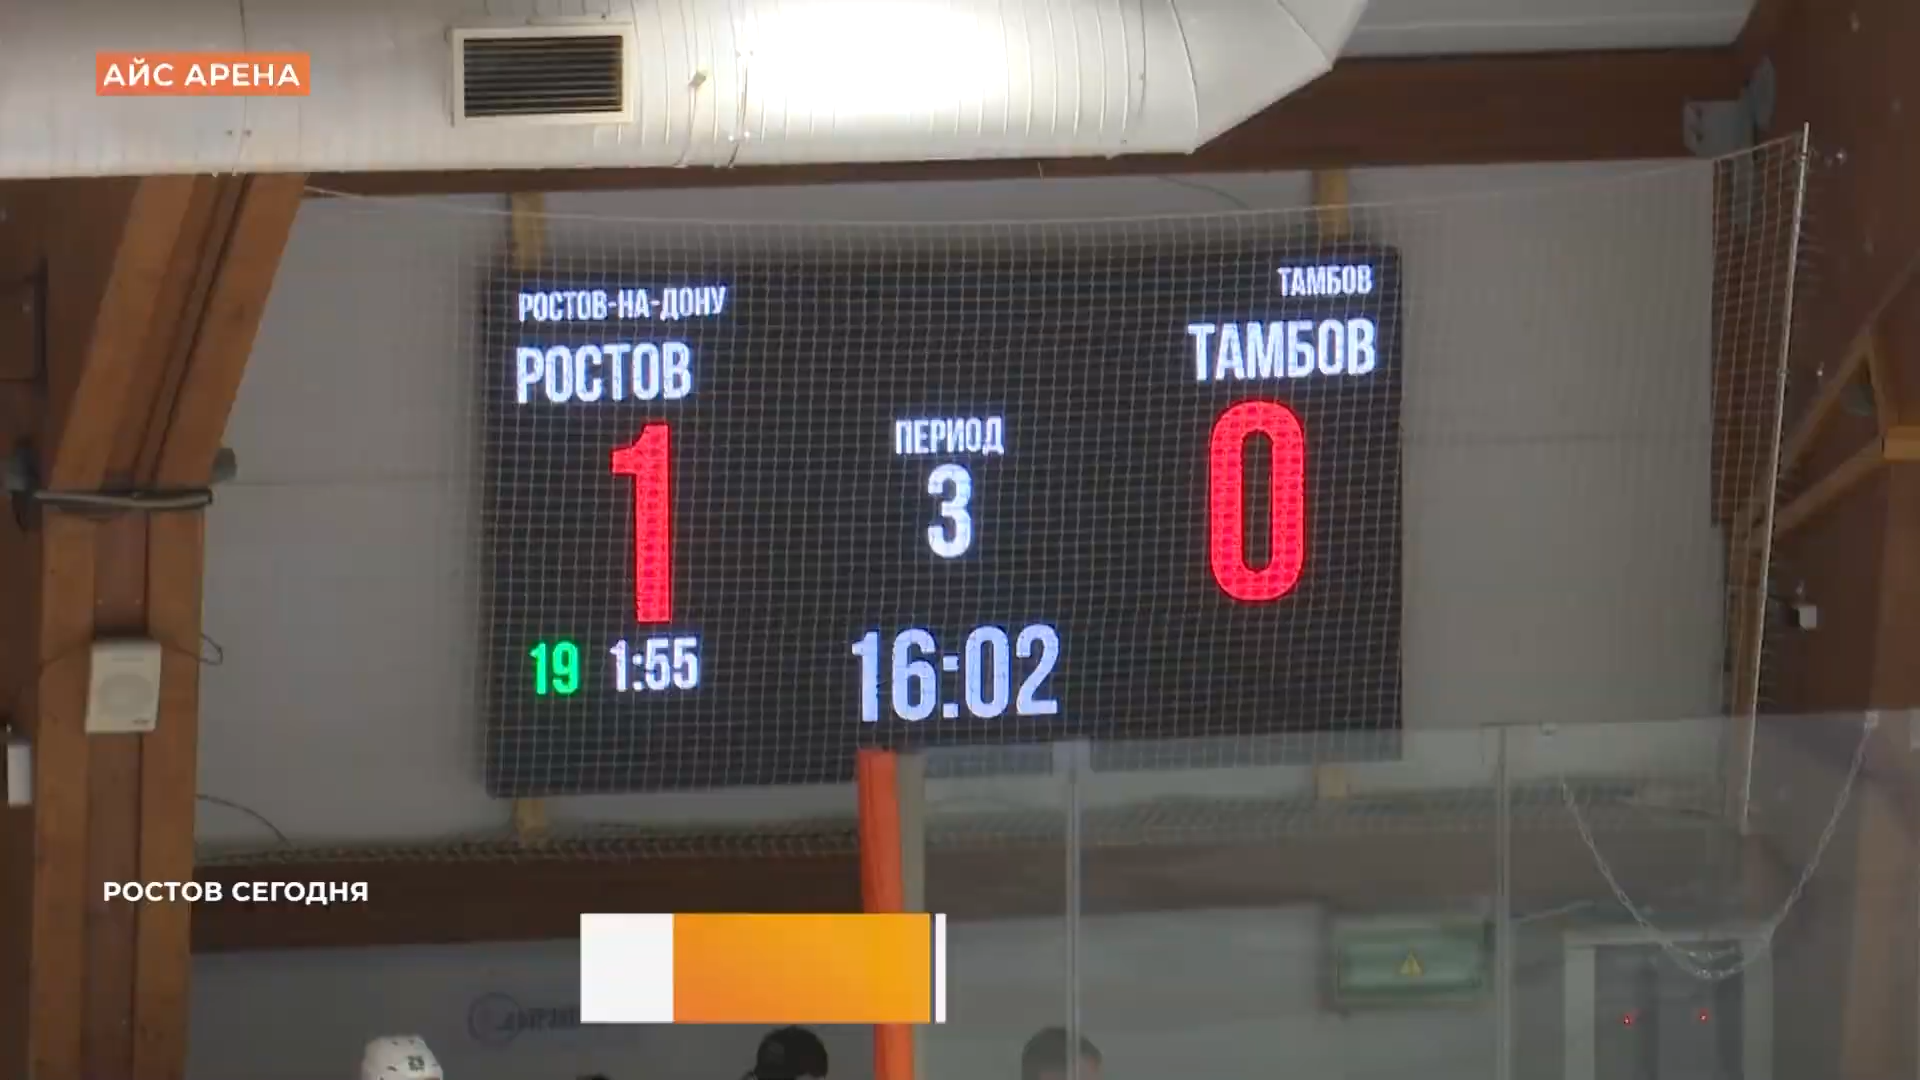 АЙС АРЕНА
РОСТОВ-НА-ДОНУ
ТАМБОВ
РОСТОВ
ТАМБОВ
ПЕРИОД
1
3
0
19 1:55
16:02
РОСТОВ СЕГОДНЯ